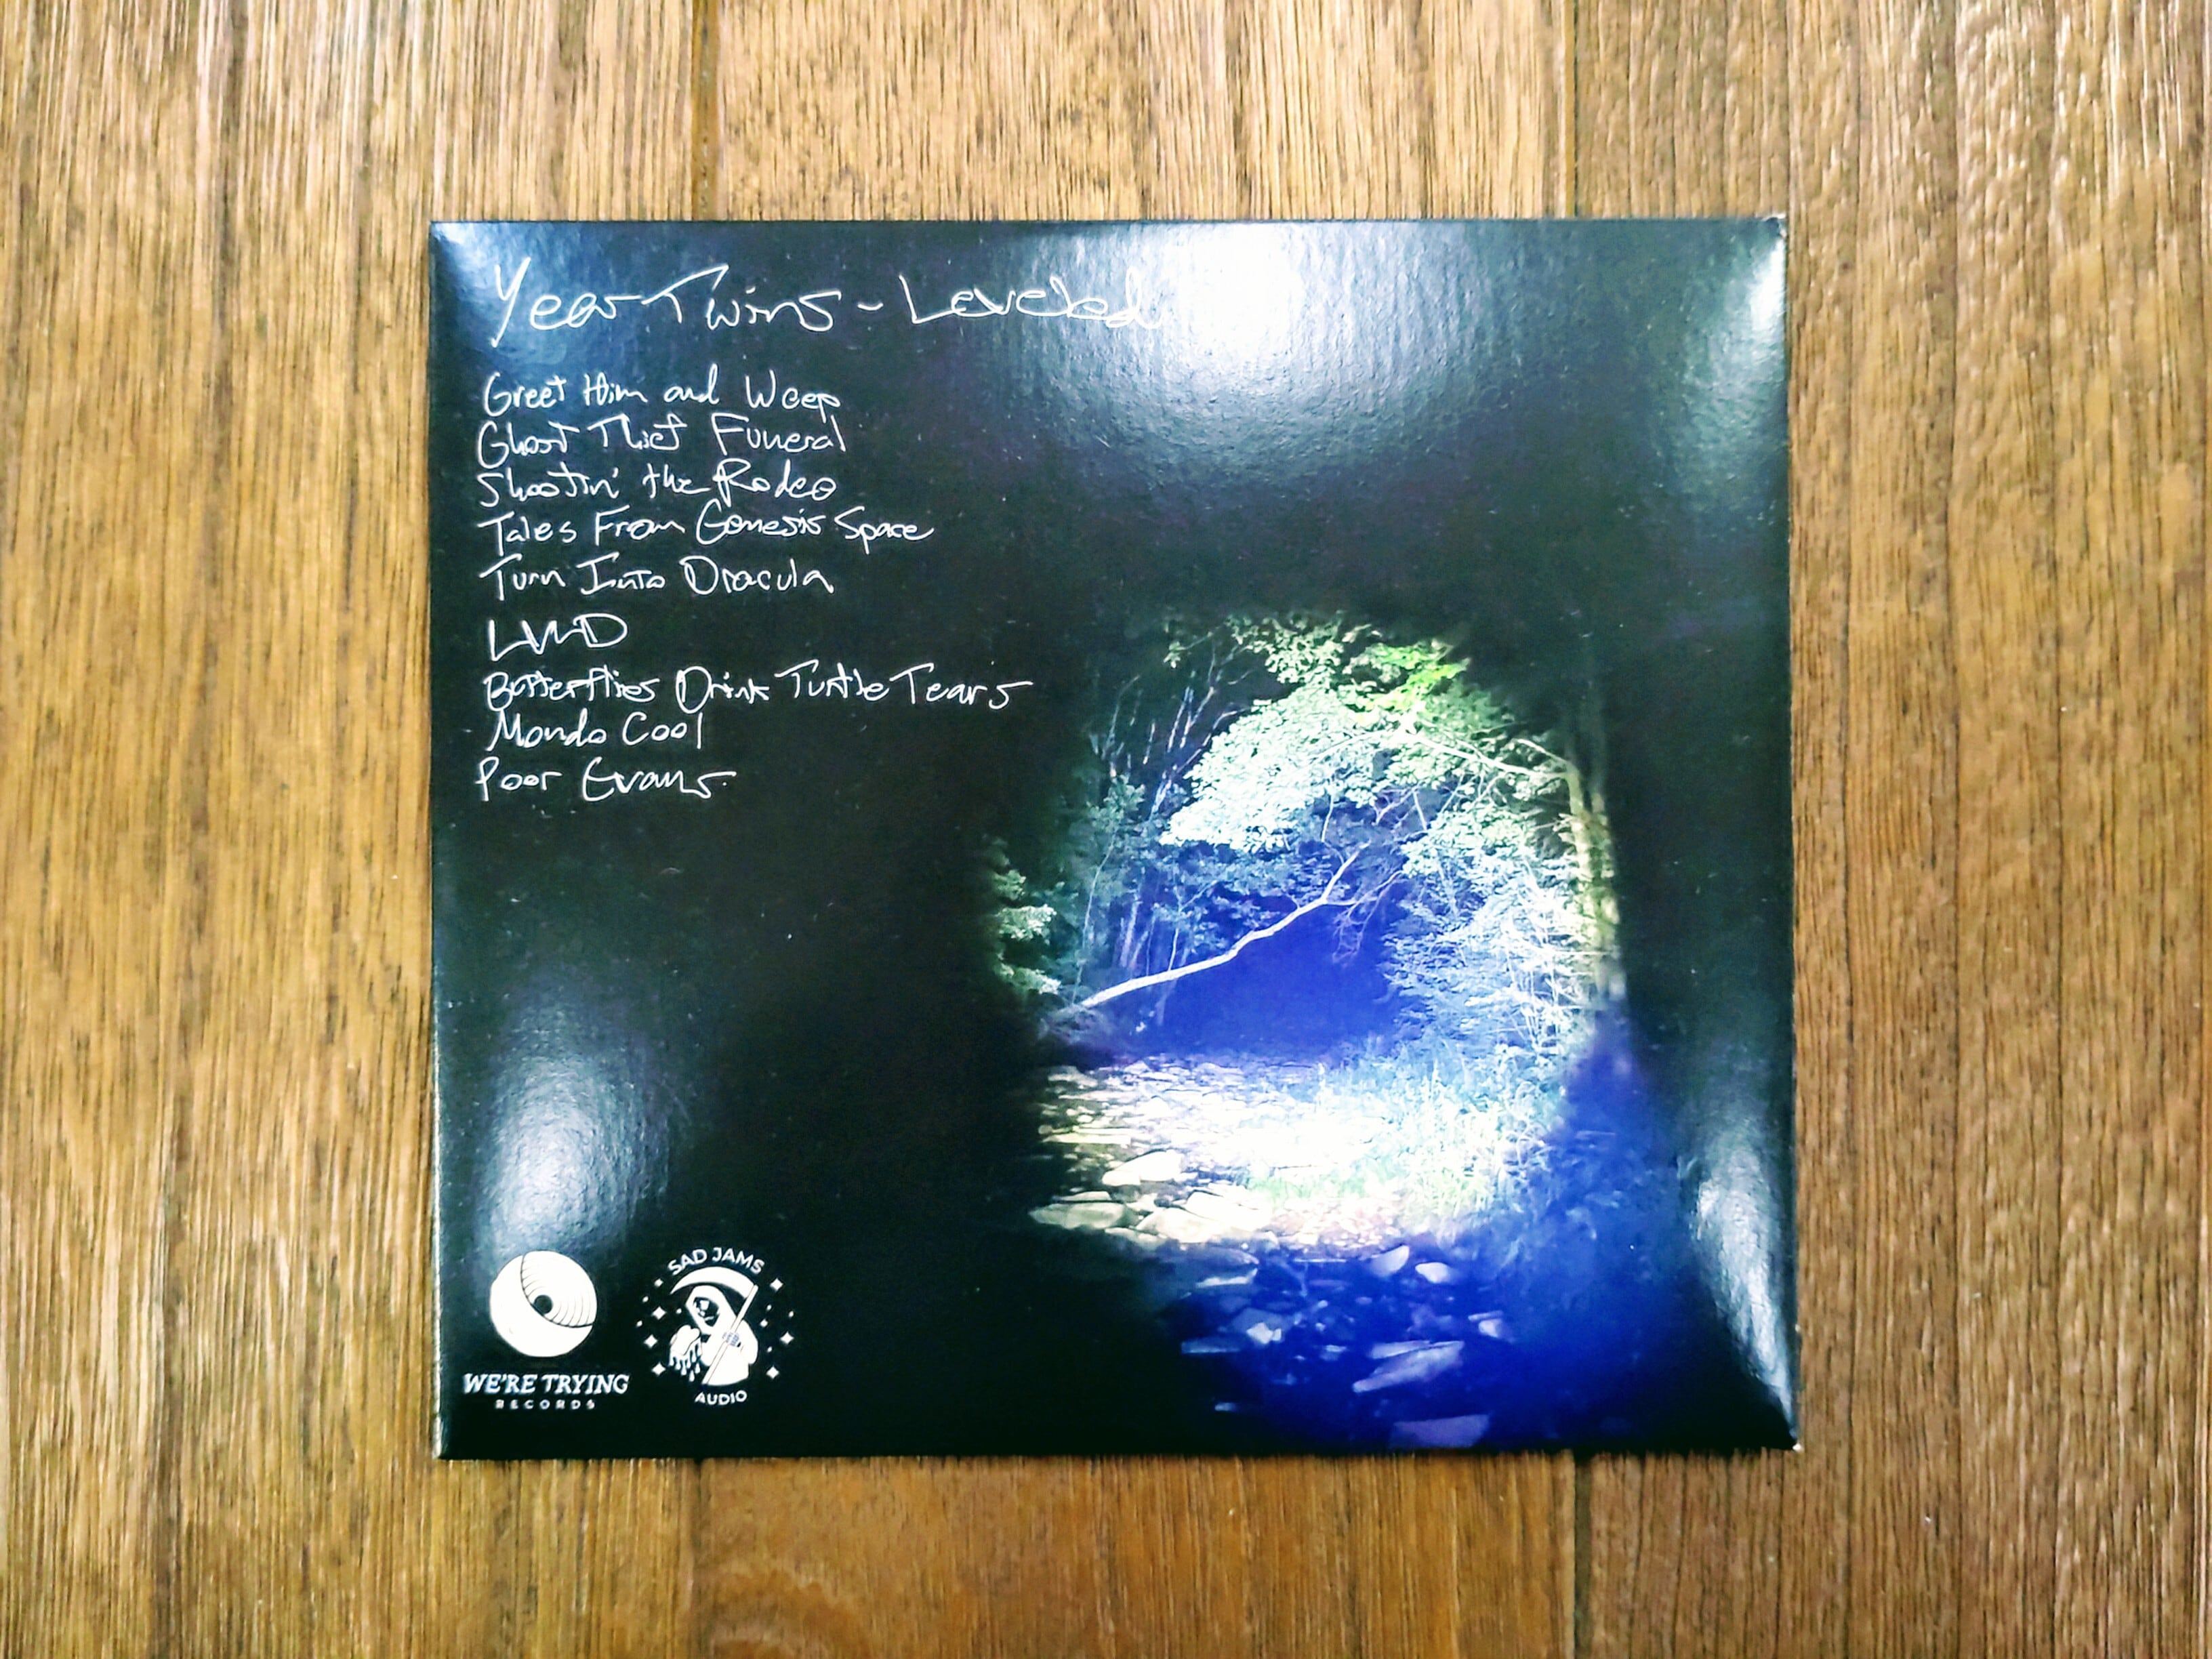 Year Twins - Leveled
Greet Him and Weep
Ghost Thief Funeral
Shootin' the Rodeo
Tales From Genesis Space
Turn Into Dracula
LWD
Butterflies Drink Turtle Tears
Mondo Cool
Poor Evans
WE'RE TRYING
RECORDS
SAD JAMS
AUDIO